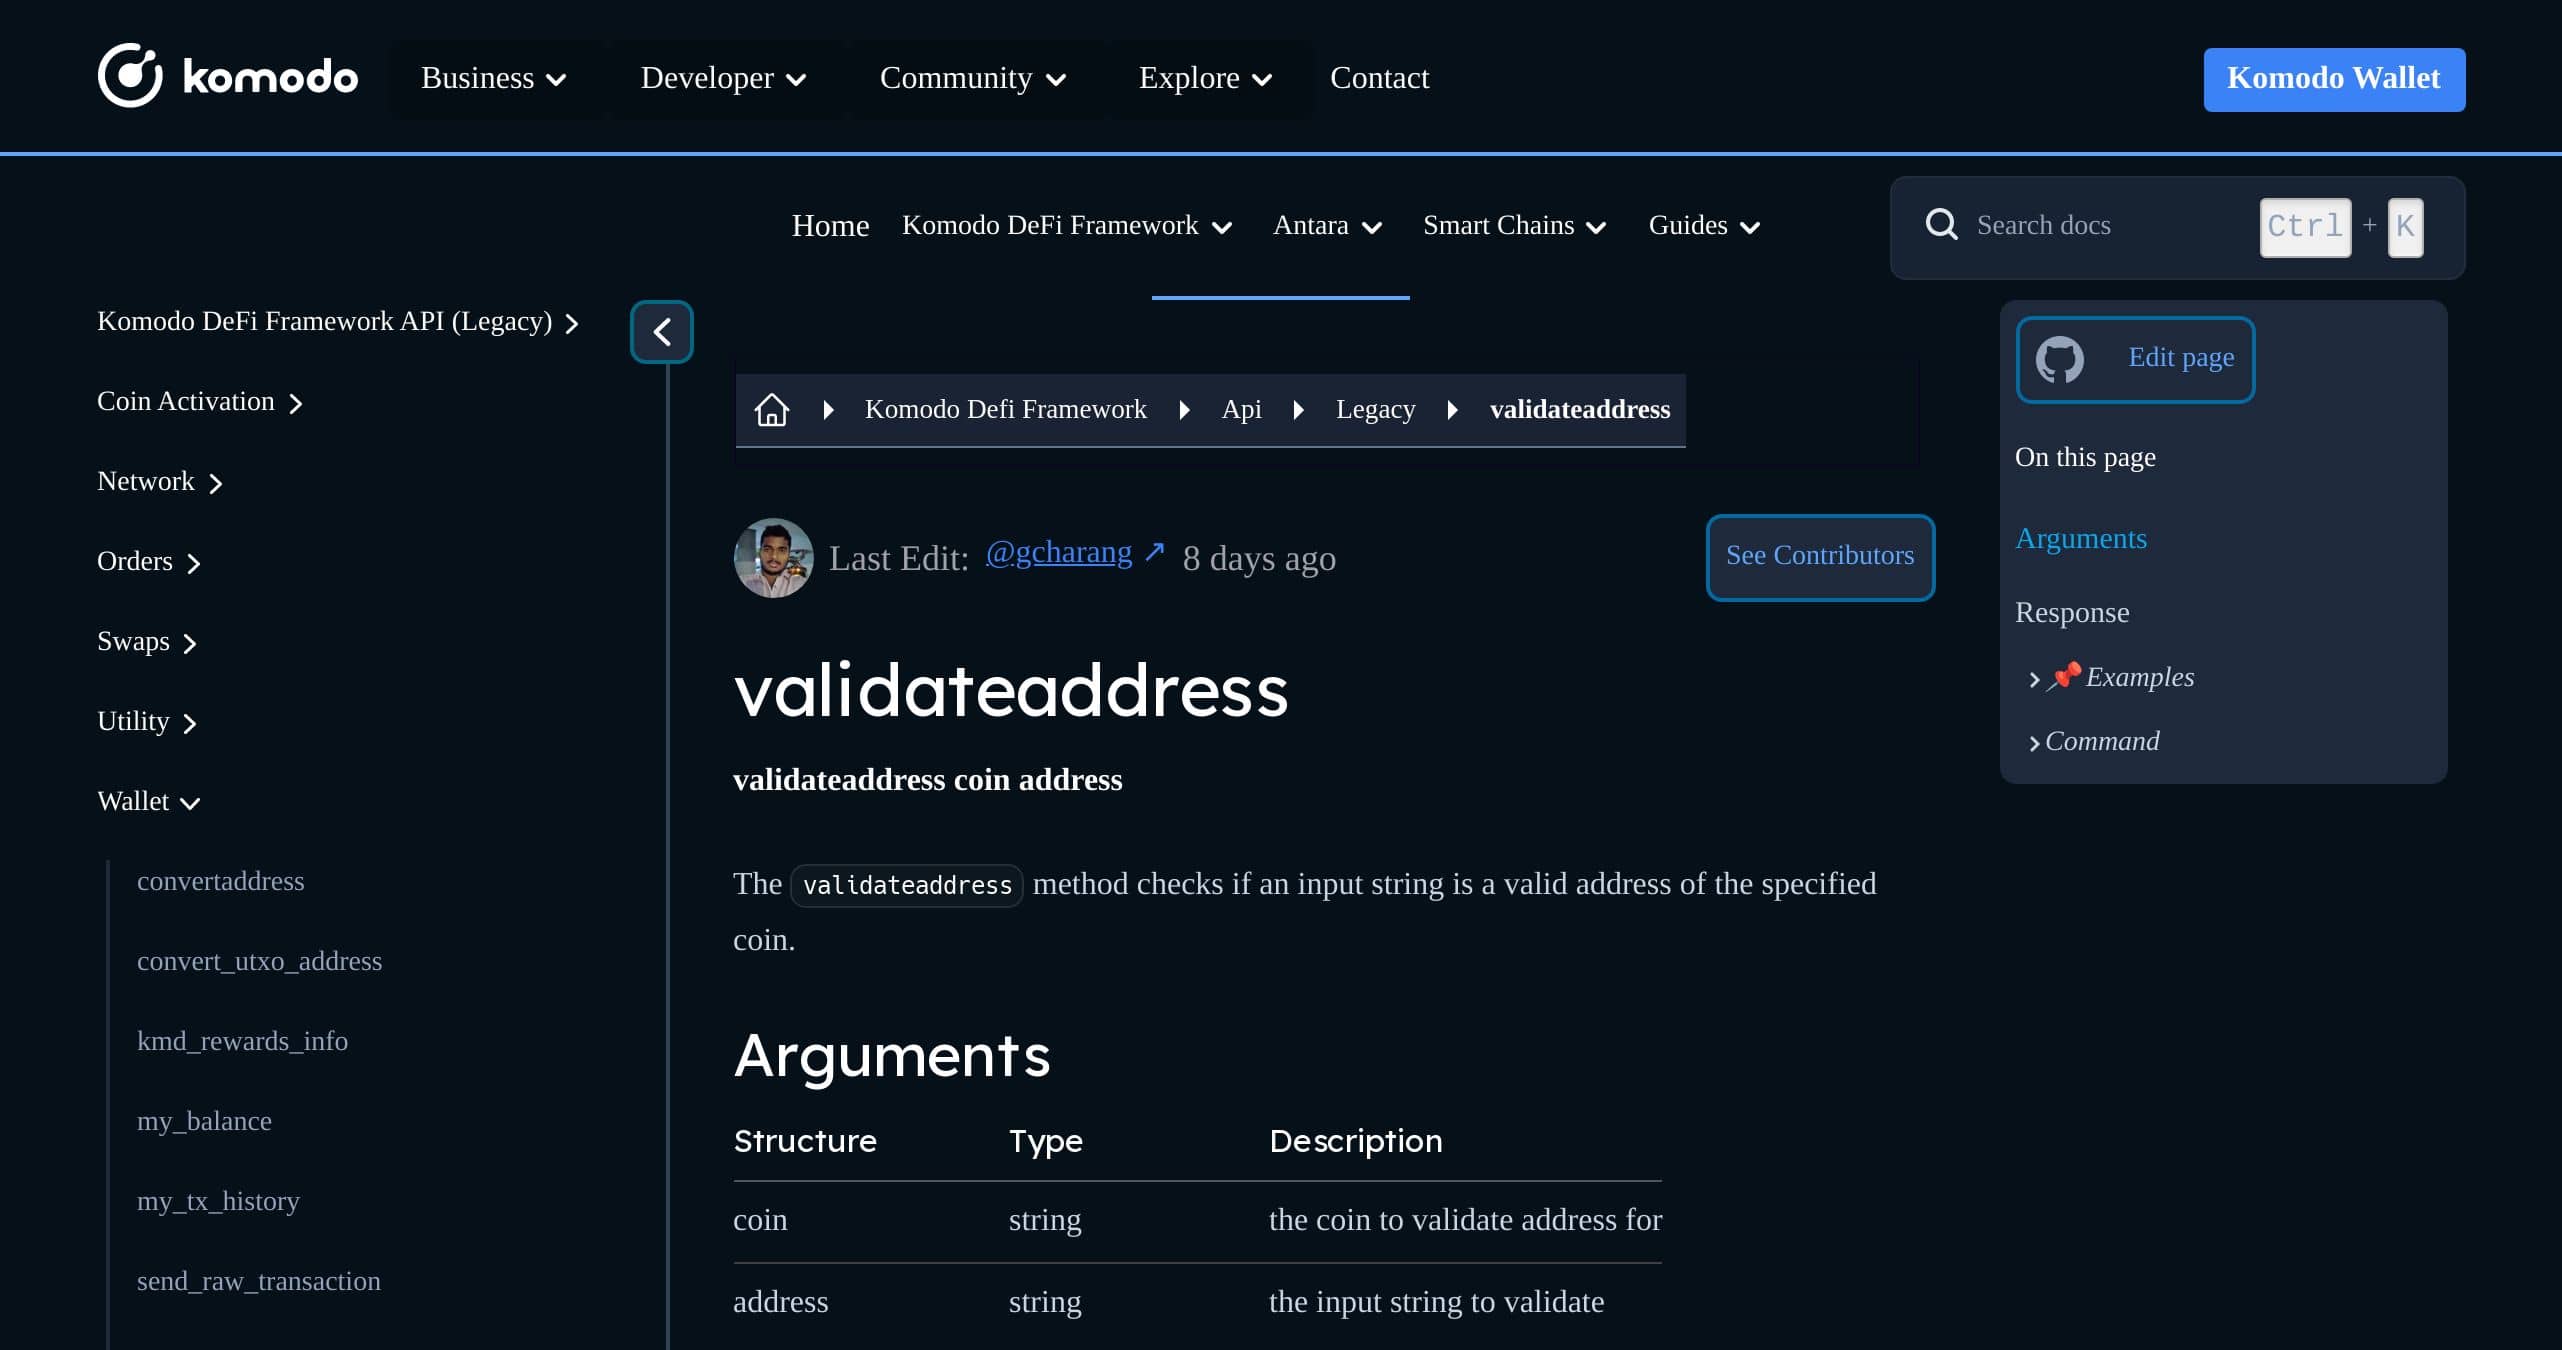 komodo Business Developer Community Explore Contact Komodo Wallet
Home Komodo DeFi Framework Antara Smart Chains Guides Search docs Ctrl + K
Komodo DeFi Framework API (Legacy)
Coin Activation
Network
Orders
Swaps
Utility
Wallet
convertaddress
convert_utxo_address
kmd_rewards_info
my_balance
my_tx_history
send_raw_transaction
Komodo Defi Framework Api Legacy validateaddress
Last Edit: @gcharang ↗ 8 days ago See Contributors
validateaddress
validateaddress coin address
The validateaddress method checks if an input string is a valid address of the specified
coin.
Arguments
Structure Type Description
coin string the coin to validate address for
address string the input string to validate
Edit page
On this page
Arguments
Response
📌 Examples
Command